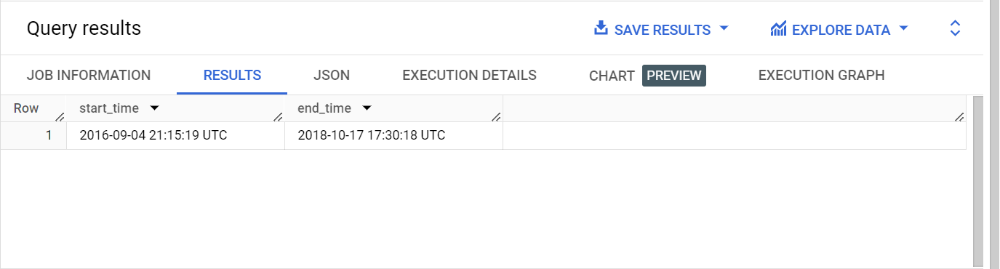 Query results
SAVE RESULTS
EXPLORE DATA
JOB INFORMATION RESULTS JSON EXECUTION DETAILS CHART PREVIEW EXECUTION GRAPH
Row start_time end_time
1 2016-09-04 21:15:19 UTC 2018-10-17 17:30:18 UTC